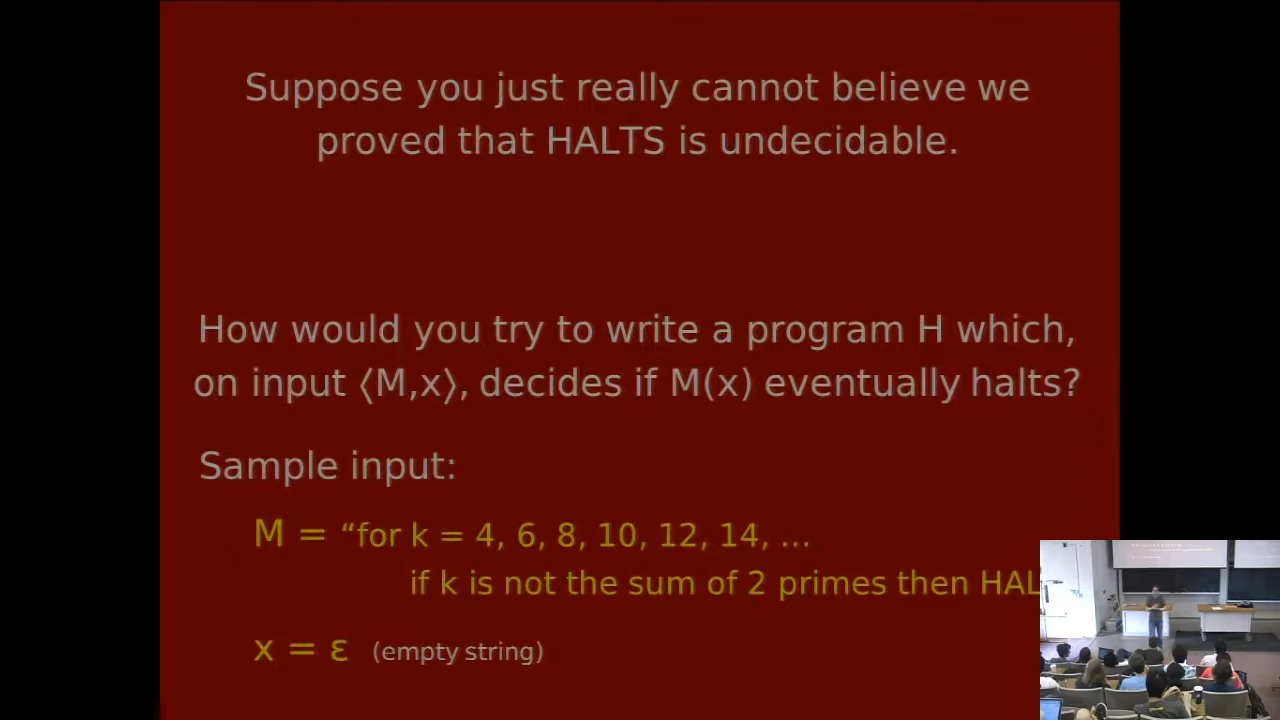 Suppose you just really cannot believe we
proved that HALTS is undecidable.
How would you try to write a program H which,
on input ⟨M,x⟩, decides if M(x) eventually halts?
Sample input:
M = “for k = 4, 6, 8, 10, 12, 14, ...
if k is not the sum of 2 primes then HAL
x = ε (empty string)